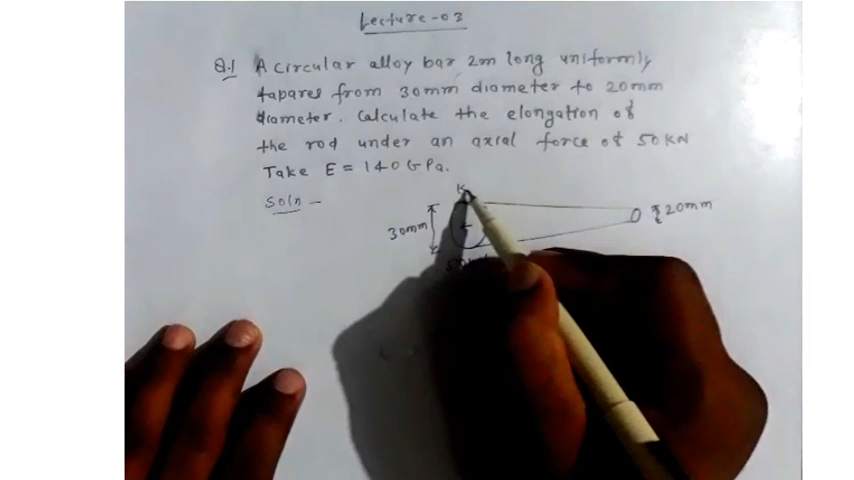 Lecture-03
Q.1 A circular alloy bar 2m long uniformly
tapares from 30mm diameter to 20mm
diameter. Calculate the elongation of
the rod under an axial force of 50KN
Take E = 140 GPa.
Soln -
30mm
20mm